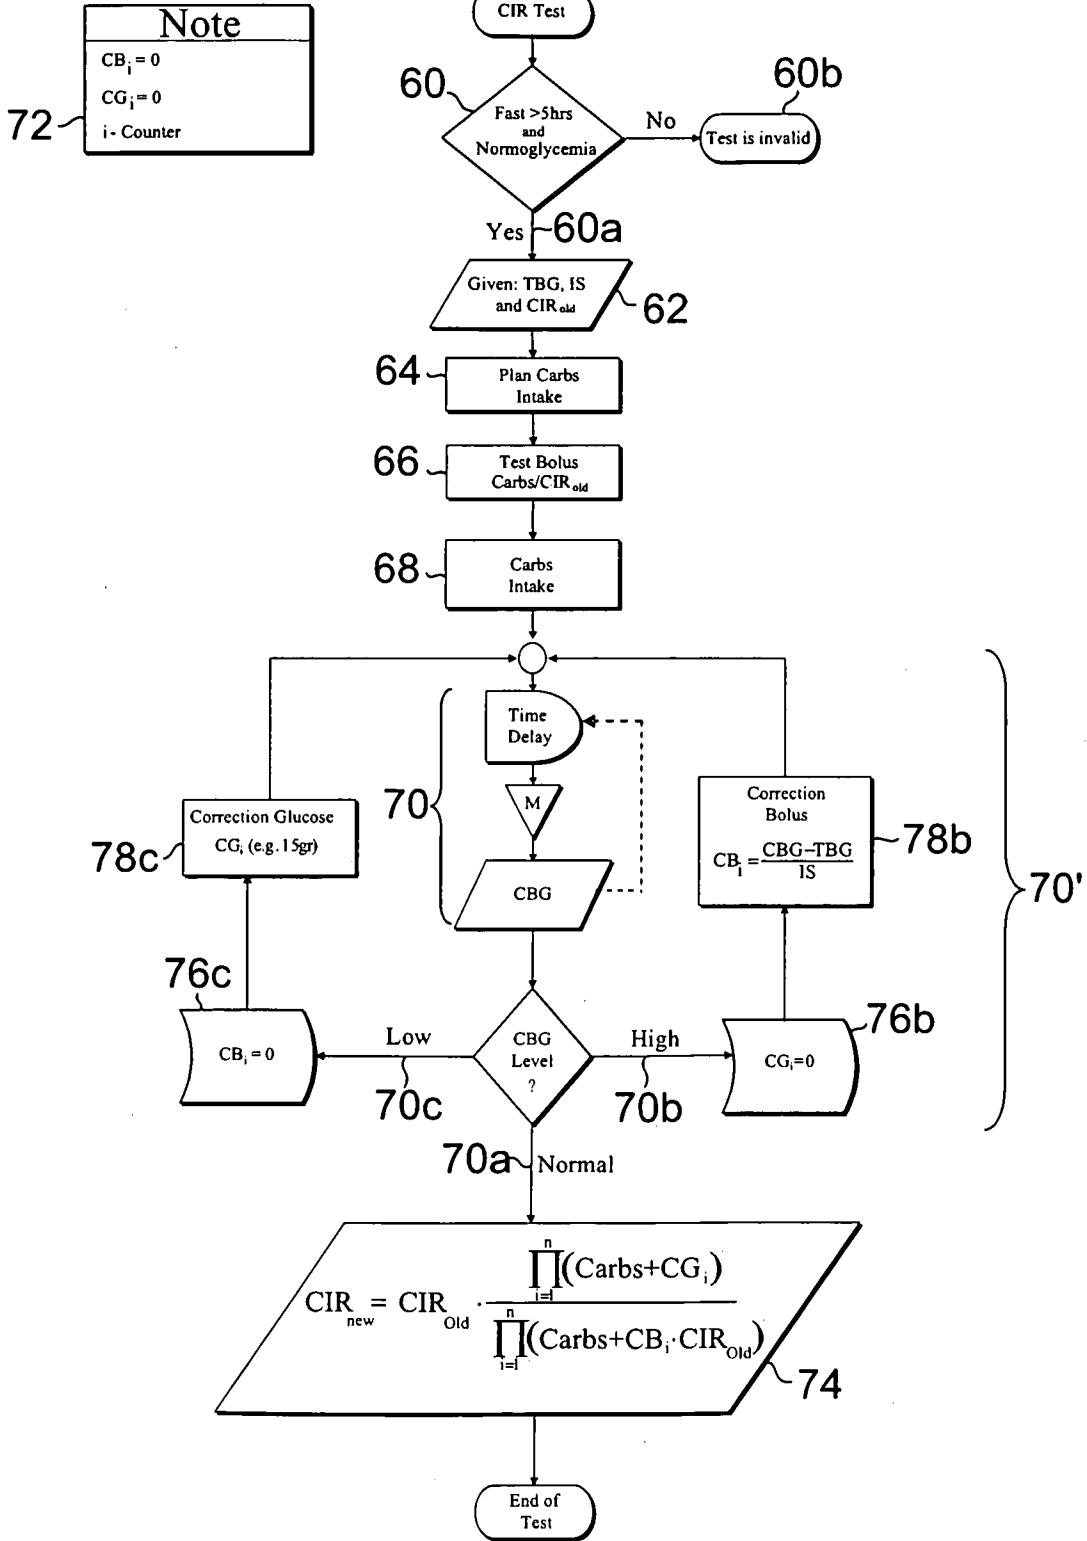 Note
CB_i = 0
CG_i = 0
i - Counter
72
CIR Test
60
Fast >5hrs
and
Normoglycemia
No
60b
Test is invalid
Yes
60a
Given: TBG, IS
and CIR_old
62
64
Plan Carbs
Intake
66
Test Bolus
Carbs/CIR_old
68
Carbs
Intake
70
Time
Delay
M
CBG
Correction Glucose
CG_i (e.g. 15gr)
78c
Correction
Bolus
CB_i = (CBG-TBG)/IS
78b
70'
76c
CB_i = 0
Low
70c
CBG
Level
?
High
70b
76b
CG_i=0
70a
Normal
CIR_new = CIR_Old · ∏_{i=1}^{n}(Carbs+CG_i) / ∏_{i=1}^{n}(Carbs+CB_i·CIR_Old)
74
End of
Test